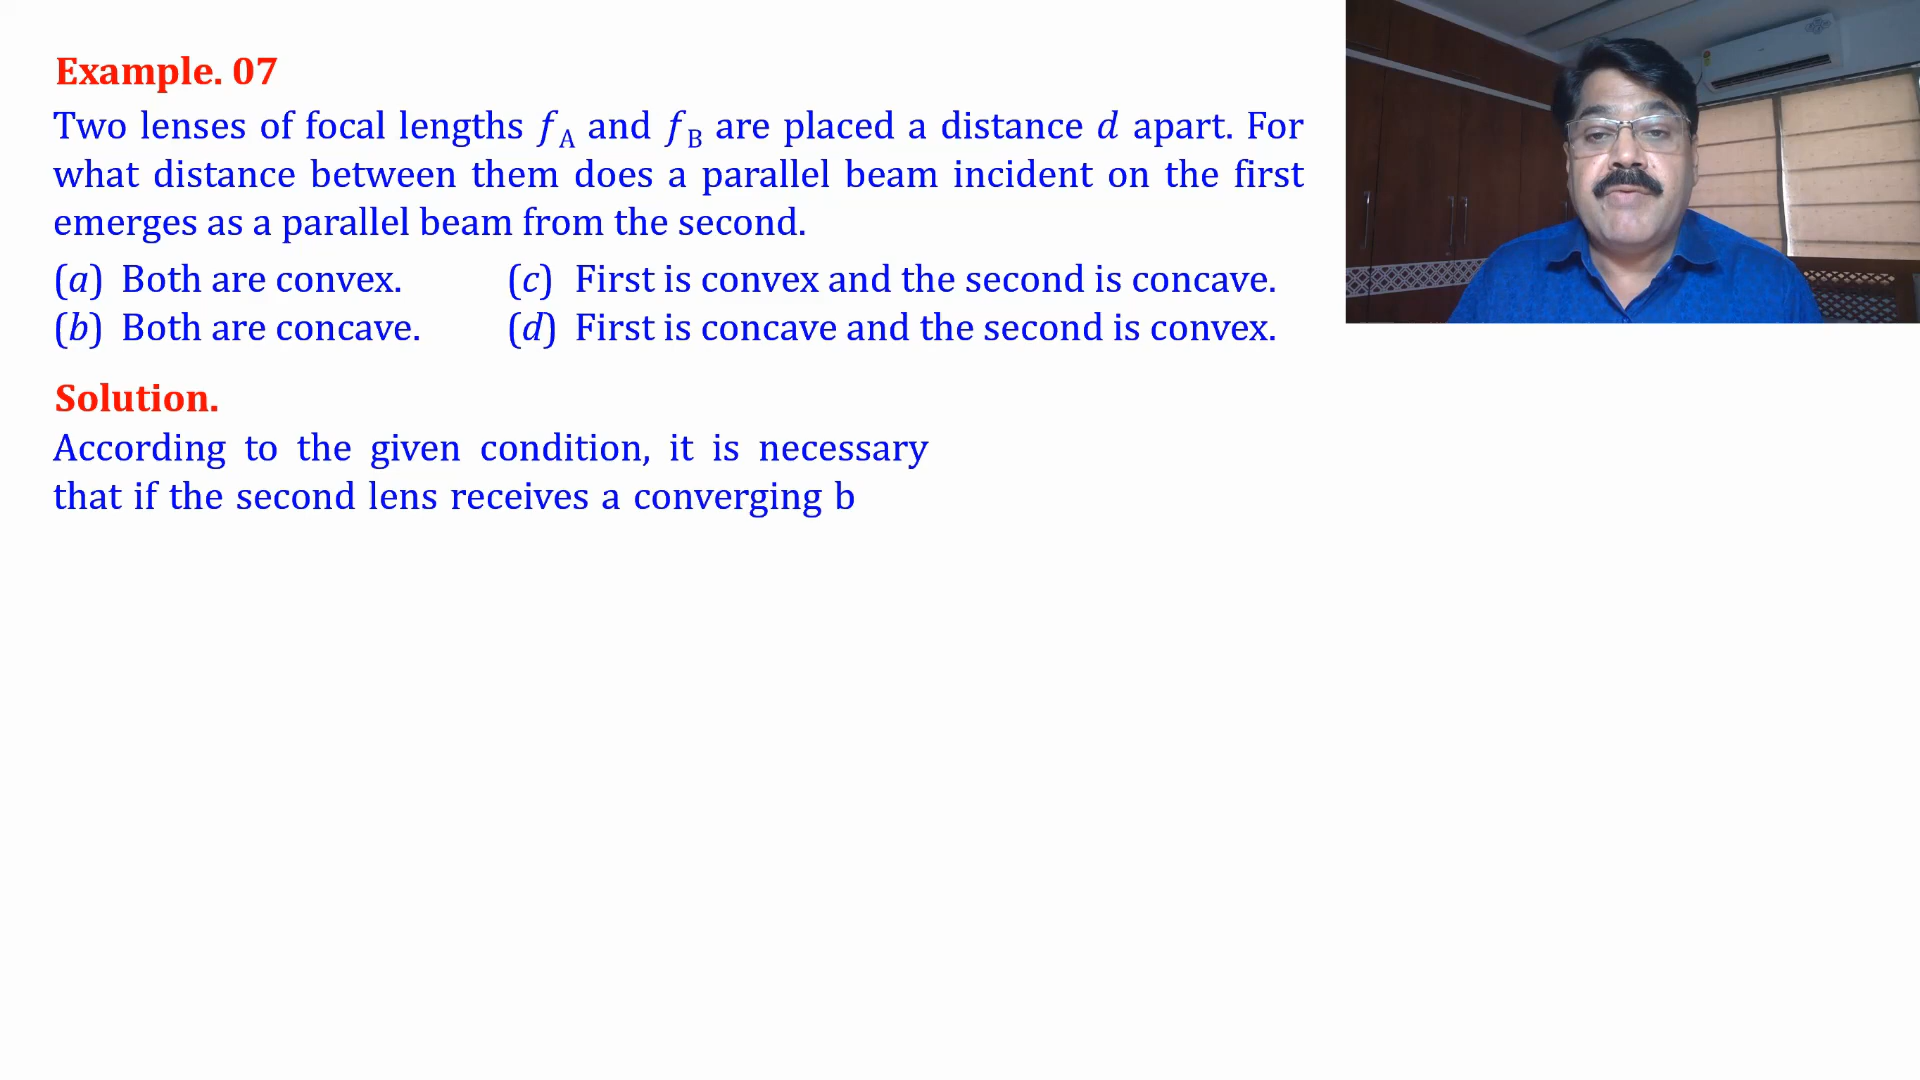 Example. 07
Two lenses of focal lengths fA and fB are placed a distance d apart. For
what distance between them does a parallel beam incident on the first
emerges as a parallel beam from the second.
(a) Both are convex. (c) First is convex and the second is concave.
(b) Both are concave. (d) First is concave and the second is convex.
Solution.
According to the given condition, it is necessary
that if the second lens receives a converging b